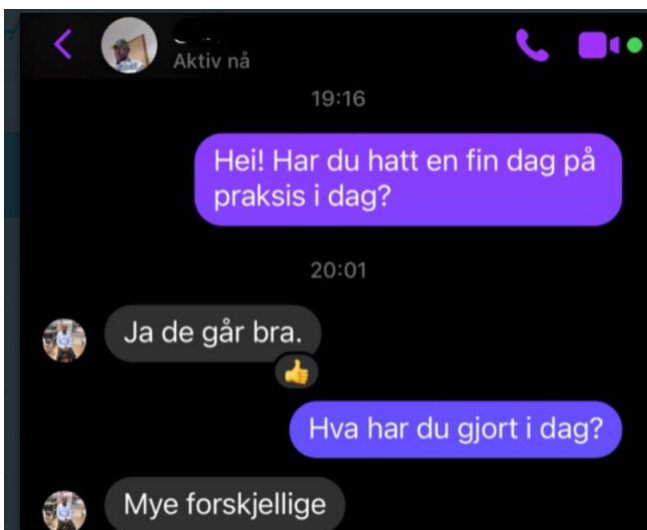 Aktiv nå
19:16
Hei! Har du hatt en fin dag på
praksis i dag?
20:01
Ja de går bra.
Hva har du gjort i dag?
Mye forskjellige